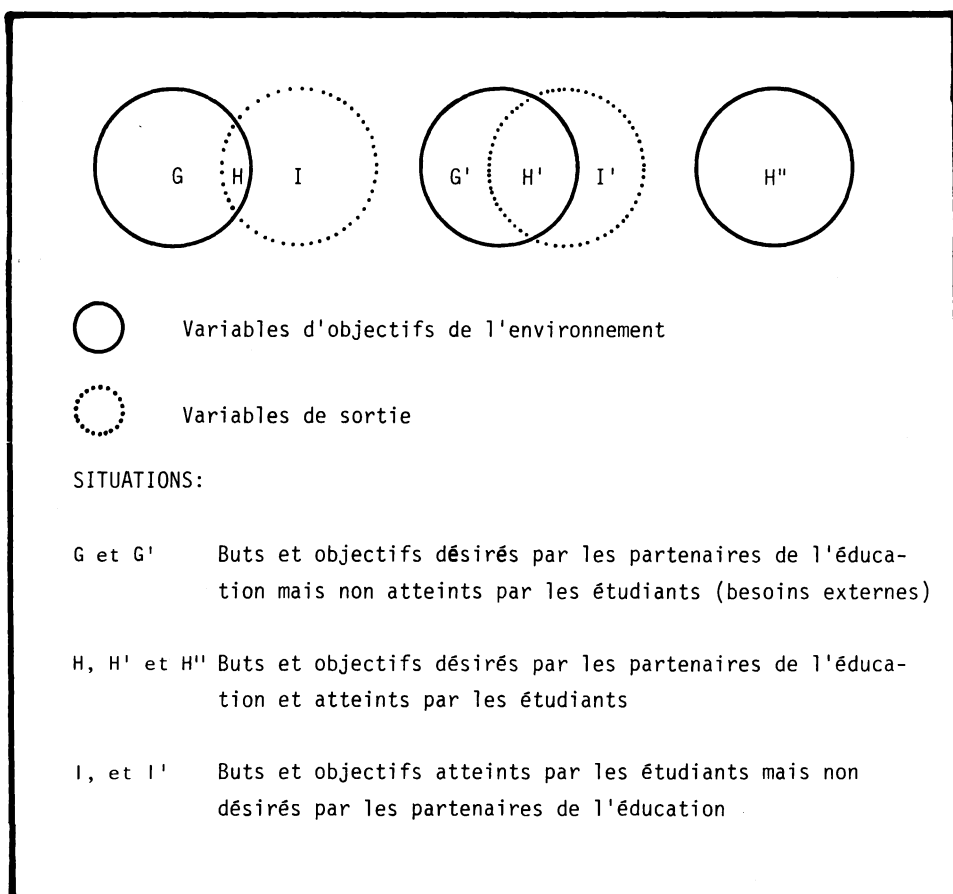 G H I G' H' I' H"
Variables d'objectifs de l'environnement
Variables de sortie
SITUATIONS:
G et G' Buts et objectifs désirés par les partenaires de l'éduca-
tion mais non atteints par les étudiants (besoins externes)
H, H' et H" Buts et objectifs désirés par les partenaires de l'éduca-
tion et atteints par les étudiants
I, et I' Buts et objectifs atteints par les étudiants mais non
désirés par les partenaires de l'éducation